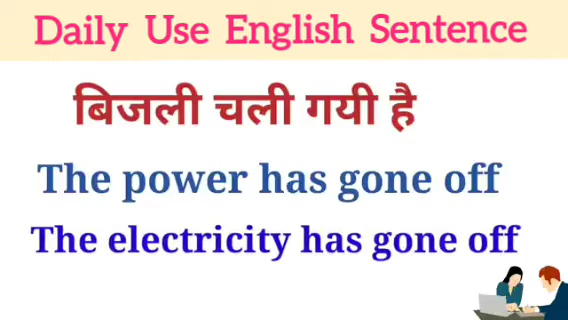 Daily Use English Sentence
बिजली चली गयी है
The power has gone off
The electricity has gone off